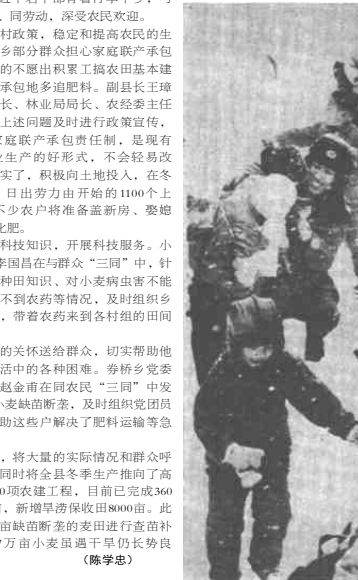 、同劳动，深受农民欢迎。
村政策，稳定和提高农民的生
乡部分群众担心家庭联产承包
的不愿出积累工搞农田基本建
承包地多追肥料。副县长王璋
长、林业局局长、农经委主任
上述问题及时进行政策宣传，
家庭联产承包责任制，是现有
业生产的好形式，不会轻易改
实了，积极向土地投入，在冬
日出劳力由开始的1100个上
不少农户将准备盖新房、娶媳
化肥。
科技知识，开展科技服务。小
李国昌在与群众“三同”中，针
种田知识、对小麦病虫害不能
不到农药等情况，及时组织乡
，带着农药来到各村组的田间
的关怀送给群众，切实帮助他
活中的各种困难。券桥乡党委
赵金甫在同农民“三同”中发
小麦缺苗断垄，及时组织党团员
助这些户解决了肥料运输等急
，将大量的实际情况和群众呼
同时将全县冬季生产推向了高
0项农建工程，目前已完成360
亩，新增旱涝保收田8000亩。此
亩缺苗断垄的麦田进行查苗补
7万亩小麦虽遇干旱仍长势良
（陈学忠）